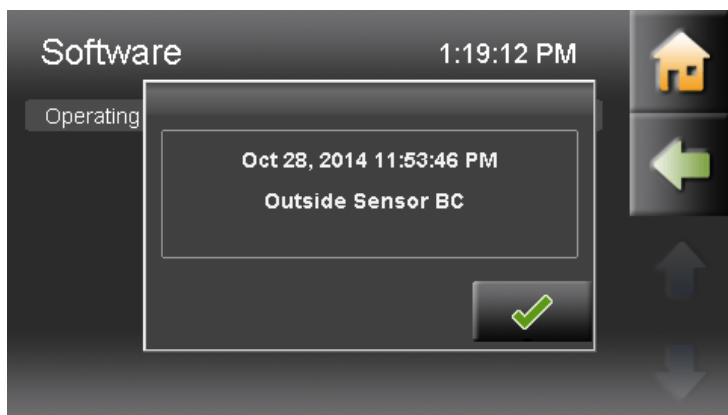 Software
1:19:12 PM
Operating
Oct 28, 2014 11:53:46 PM
Outside Sensor BC